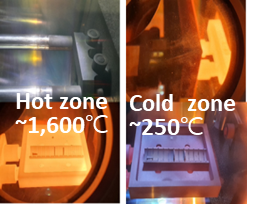 Hot zone
~1,600℃
Cold zone
~250℃